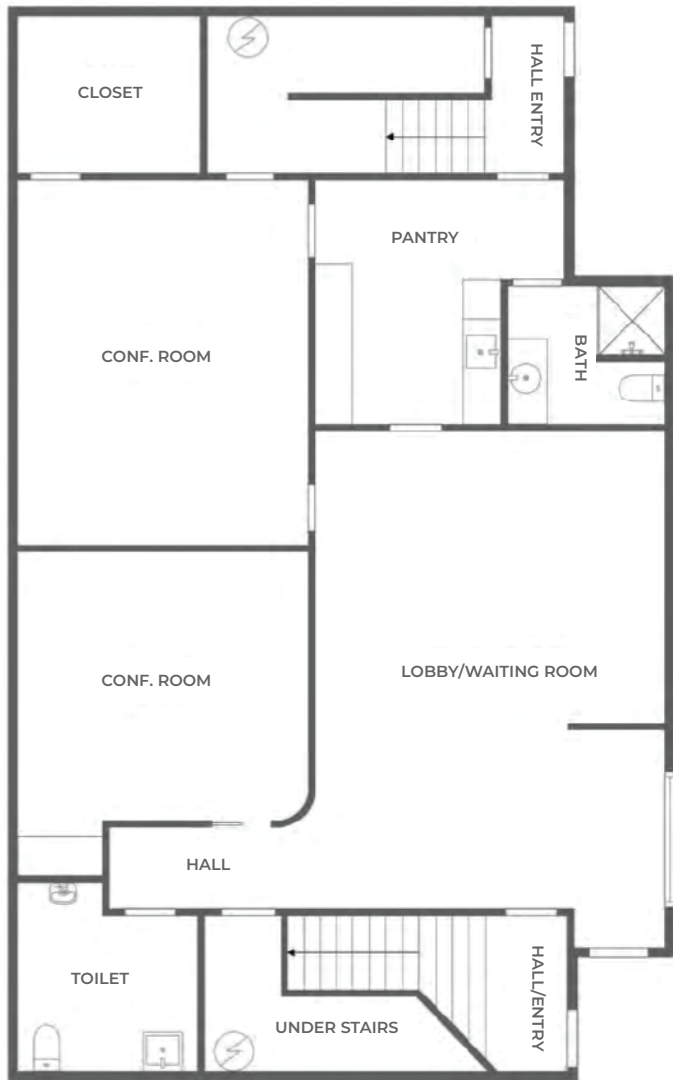 CLOSET
HALL ENTRY
PANTRY
CONF. ROOM
BATH
LOBBY/WAITING ROOM
CONF. ROOM
HALL
TOILET
UNDER STAIRS
HALL/ENTRY